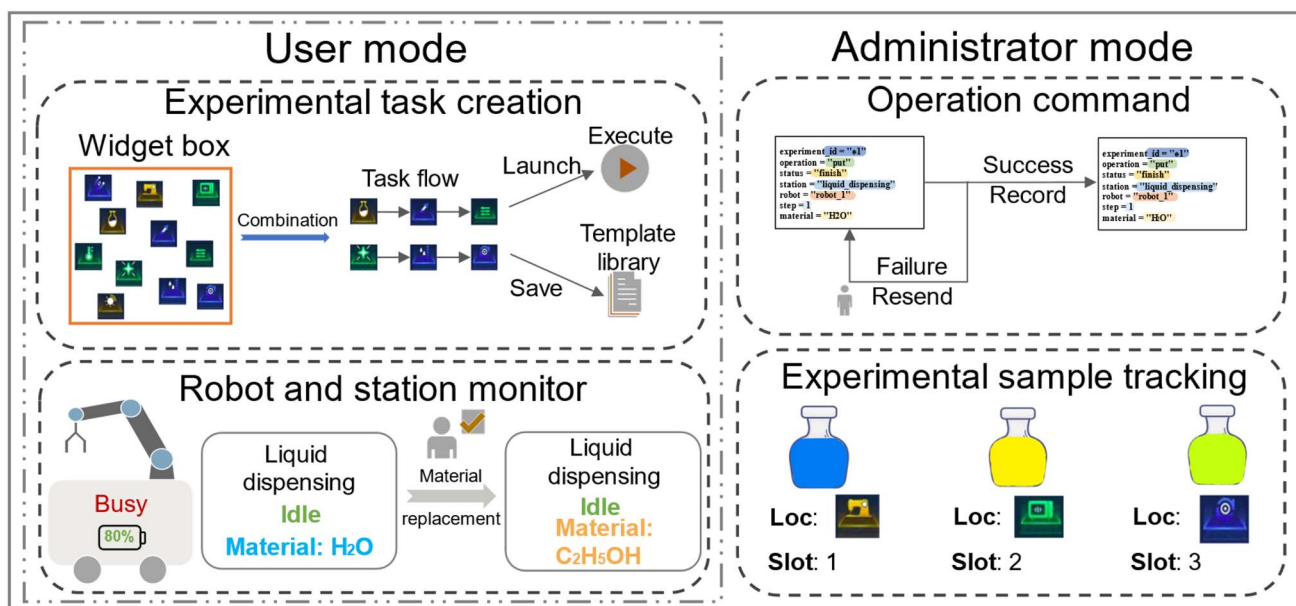 User mode
Experimental task creation
Widget box
Combination
Task flow
Launch
Execute
Save
Template
library
Robot and station monitor
Busy
80%
Liquid
dispensing
Idle
Material: H₂O
Material
replacement
Liquid
dispensing
Idle
Material:
C₂H₅OH
Administrator mode
Operation command
experiment_id = "*1"
operation = "put"
status = "finish"
station = "liquid_dispensing"
robot = "robot_1"
step = 1
material = "H2O"
Success
Record
Failure
Resend
experiment_id = "*1"
operation = "put"
status = "finish"
station = "liquid_dispensing"
robot = "robot_1"
step = 1
material = "H₂O"
Experimental sample tracking
Loc:
Slot: 1
Loc:
Slot: 2
Loc:
Slot: 3